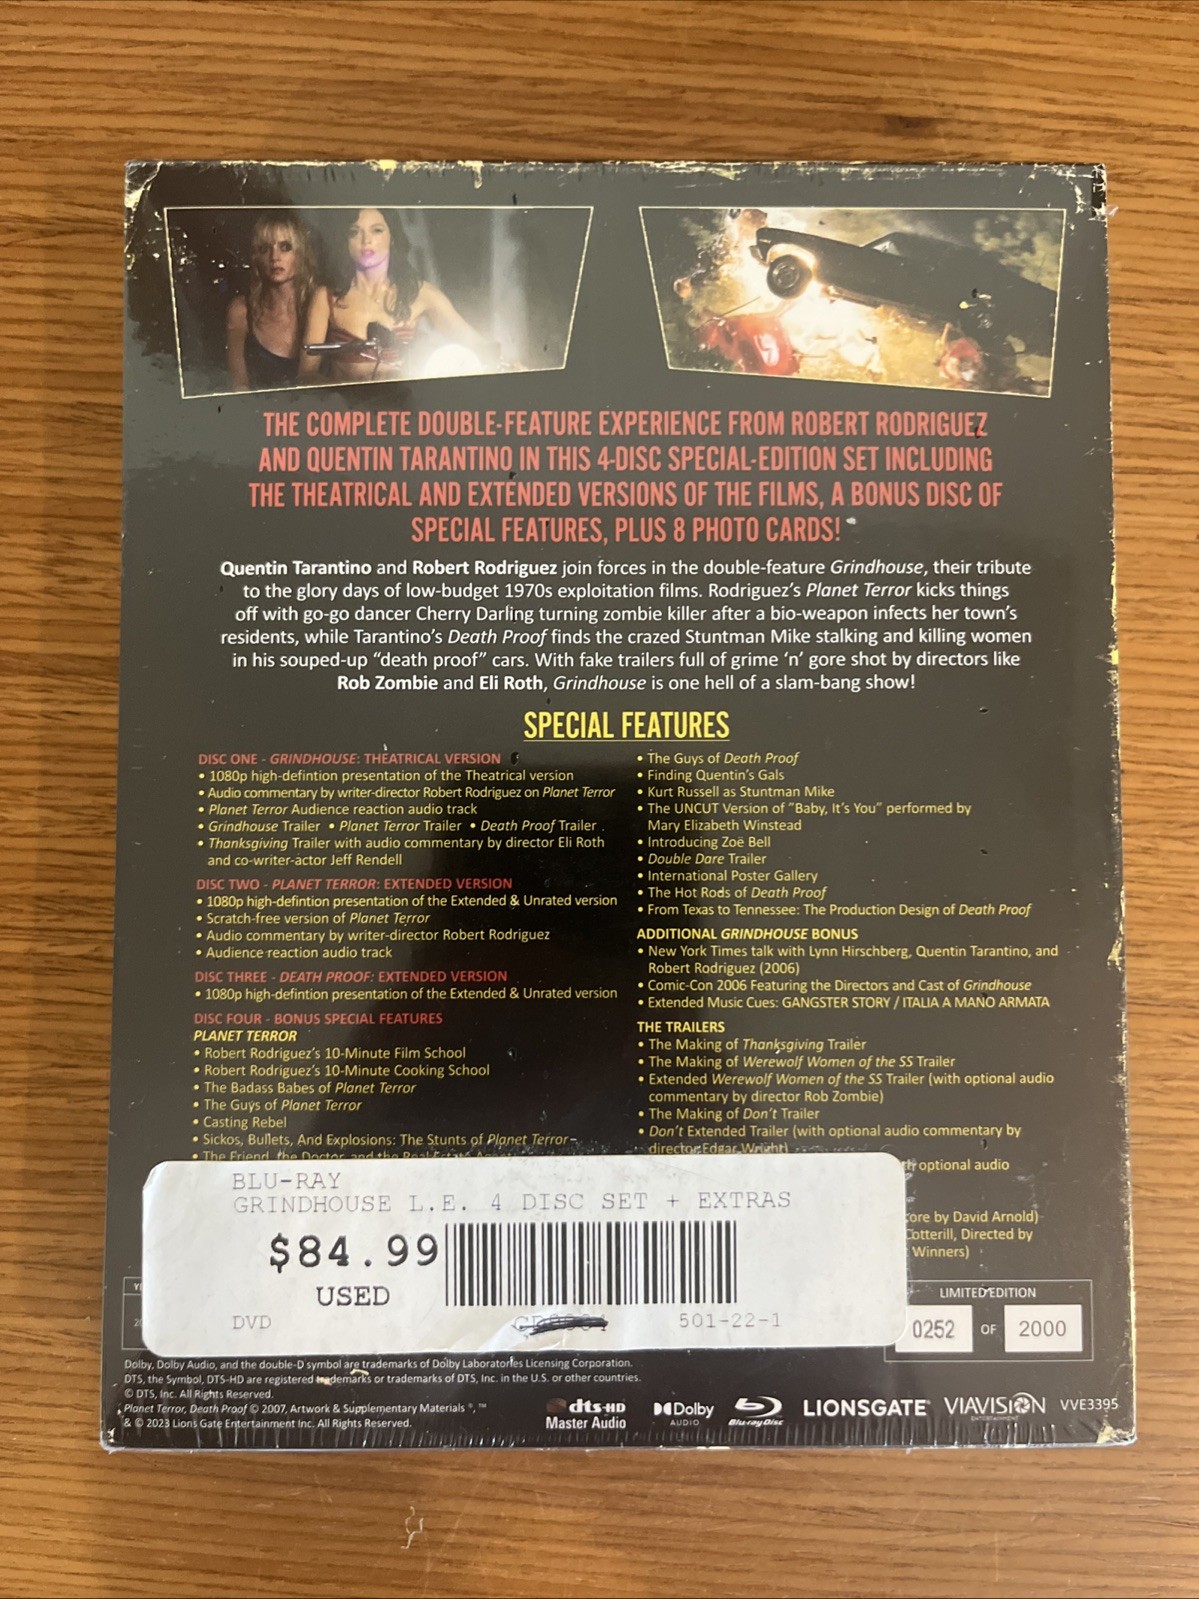 THE COMPLETE DOUBLE-FEATURE EXPERIENCE FROM ROBERT RODRIGUEZ
AND QUENTIN TARANTINO IN THIS 4-DISC SPECIAL-EDITION SET INCLUDING
THE THEATRICAL AND EXTENDED VERSIONS OF THE FILMS, A BONUS DISC OF
SPECIAL FEATURES, PLUS 8 PHOTO CARDS!
Quentin Tarantino and Robert Rodriguez join forces in the double-feature Grindhouse, their tribute
to the glory days of low-budget 1970s exploitation films. Rodriguez's Planet Terror kicks things
off with go-go dancer Cherry Darling turning zombie killer after a bio-weapon infects her town's
residents, while Tarantino's Death Proof finds the crazed Stuntman Mike stalking and killing women
in his souped-up "death proof" cars. With fake trailers full of grime 'n' gore shot by directors like
Rob Zombie and Eli Roth, Grindhouse is one hell of a slam-bang show!
SPECIAL FEATURES
DISC ONE - GRINDHOUSE: THEATRICAL VERSION
• 1080p high-defintion presentation of the Theatrical version
• Audio commentary by writer-director Robert Rodriguez on Planet Terror
• Planet Terror Audience reaction audio track
• Grindhouse Trailer • Planet Terror Trailer • Death Proof Trailer
• Thanksgiving Trailer with audio commentary by director Eli Roth
and co-writer-actor Jeff Rendell
DISC TWO - PLANET TERROR: EXTENDED VERSION
• 1080p high-defintion presentation of the Extended & Unrated version
• Scratch-free version of Planet Terror
• Audio commentary by writer-director Robert Rodriguez
• Audience reaction audio track
DISC THREE - DEATH PROOF: EXTENDED VERSION
• 1080p high-defintion presentation of the Extended & Unrated version
DISC FOUR - BONUS SPECIAL FEATURES
PLANET TERROR
• Robert Rodriguez's 10-Minute Film School
• Robert Rodriguez's 10-Minute Cooking School
• The Badass Babes of Planet Terror
• The Guys of Planet Terror
• Casting Rebel
• Sickos, Bullets, And Explosions: The Stunts of Planet Terror
• The Friend, the Doctor and the Real Estate
• The Guys of Death Proof
• Finding Quentin's Gals
• Kurt Russell as Stuntman Mike
• The UNCUT Version of "Baby, It's You" performed by
Mary Elizabeth Winstead
• Introducing Zoë Bell
• Double Dare Trailer
• International Poster Gallery
• The Hot Rods of Death Proof
• From Texas to Tennessee: The Production Design of Death Proof
ADDITIONAL GRINDHOUSE BONUS
• New York Times talk with Lynn Hirschberg, Quentin Tarantino, and
Robert Rodriguez (2006)
• Comic-Con 2006 Featuring the Directors and Cast of Grindhouse
• Extended Music Cues: GANGSTER STORY / ITALIA A MANO ARMATA
THE TRAILERS
• The Making of Thanksgiving Trailer
• The Making of Werewolf Women of the SS Trailer
• Extended Werewolf Women of the SS Trailer (with optional audio
commentary by director Rob Zombie)
• The Making of Don't Trailer
• Don't Extended Trailer (with optional audio commentary by
director Edgar Wright)
optional audio
ore by David Arnold)
Cotterill, Directed by
Winners)
BLU-RAY
GRINDHOUSE L.E. 4 DISC SET + EXTRAS
$84.99
USED
DVD
501-22-1
LIMITED EDITION
0252 OF 2000
Dolby, Dolby Audio, and the double-D symbol are trademarks of Dolby Laboratories Licensing Corporation.
DTS, the Symbol, DTS-HD are registered trademarks or trademarks of DTS, Inc. in the U.S. or other countries.
© DTS, Inc. All Rights Reserved.
Planet Terror, Death Proof © 2007, Artwork & Supplementary Materials ®, ™
& © 2023 Lions Gate Entertainment Inc. All Rights Reserved.
dts-HD
Master Audio
Dolby
AUDIO
Blu-ray Disc
LIONSGATE
VIAVISION
ENTERTAINMENT
VVE3395